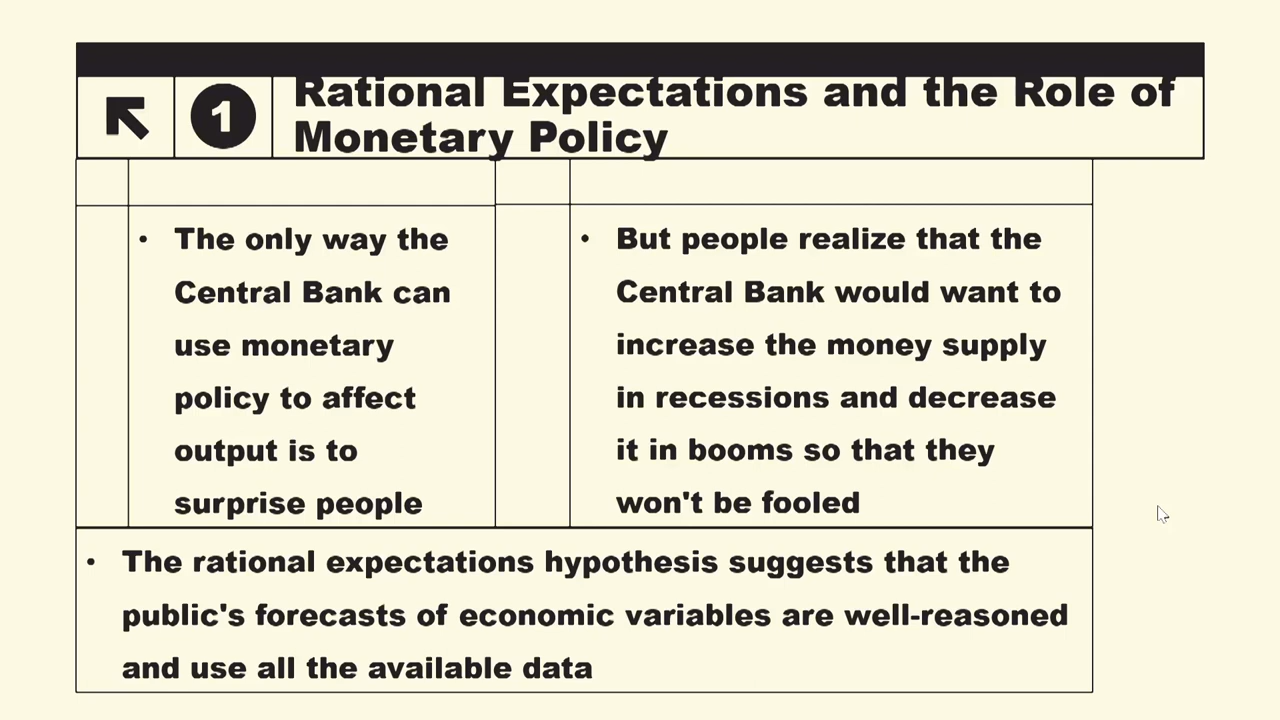 1
Rational Expectations and the Role of
Monetary Policy
• The only way the
Central Bank can
use monetary
policy to affect
output is to
surprise people
• But people realize that the
Central Bank would want to
increase the money supply
in recessions and decrease
it in booms so that they
won't be fooled
• The rational expectations hypothesis suggests that the
public's forecasts of economic variables are well-reasoned
and use all the available data